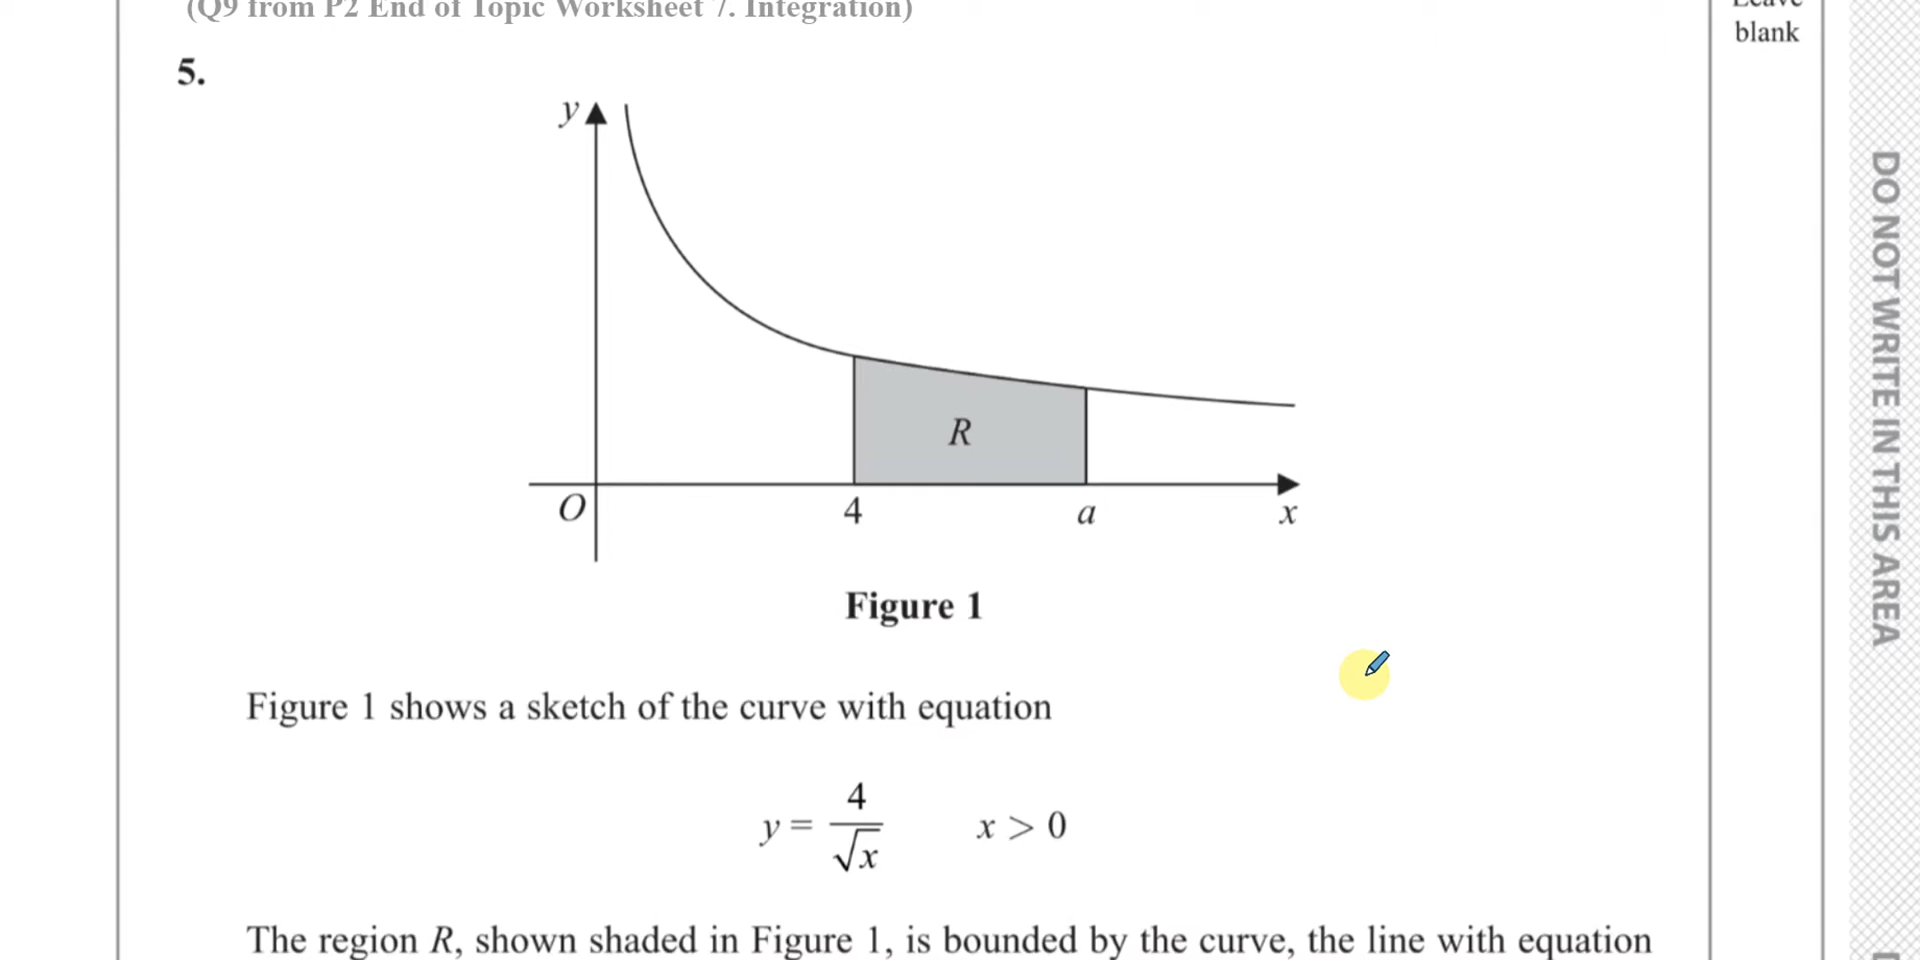 (Q9 from P2 End of Topic Worksheet 7. Integration)
Leave
blank
5.
y
R
O
4
a
x
Figure 1
Figure 1 shows a sketch of the curve with equation
y = 4/√x    x > 0
The region R, shown shaded in Figure 1, is bounded by the curve, the line with equation
DO NOT WRITE IN THIS AREA